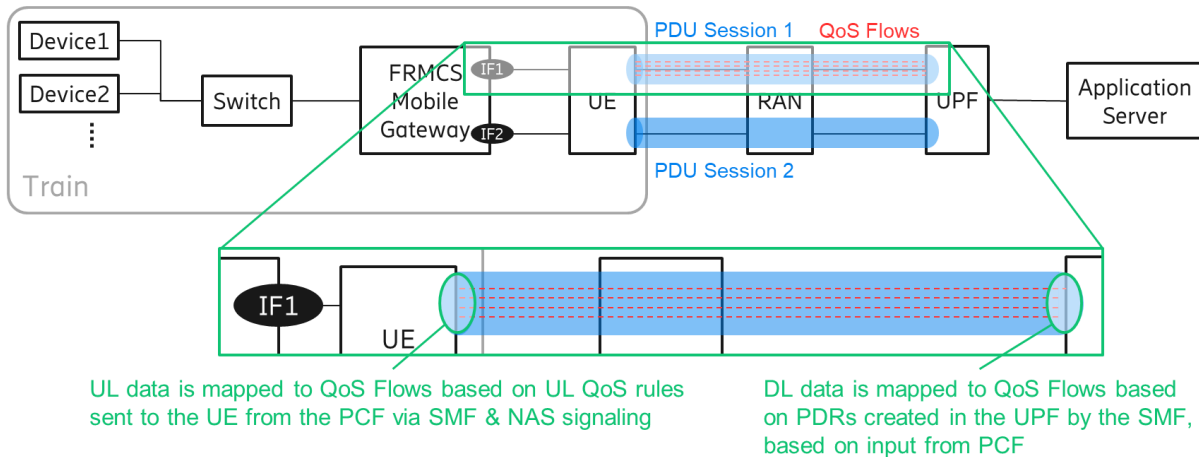 PDU Session 1
QoS Flows
Device1
Device2
Switch
FRMCS
Mobile
Gateway
IF1
IF2
UE
RAN
UPF
Application
Server
Train
PDU Session 2
IF1
UE
UL data is mapped to QoS Flows based on UL QoS rules
sent to the UE from the PCF via SMF & NAS signaling
DL data is mapped to QoS Flows based
on PDRs created in the UPF by the SMF,
based on input from PCF